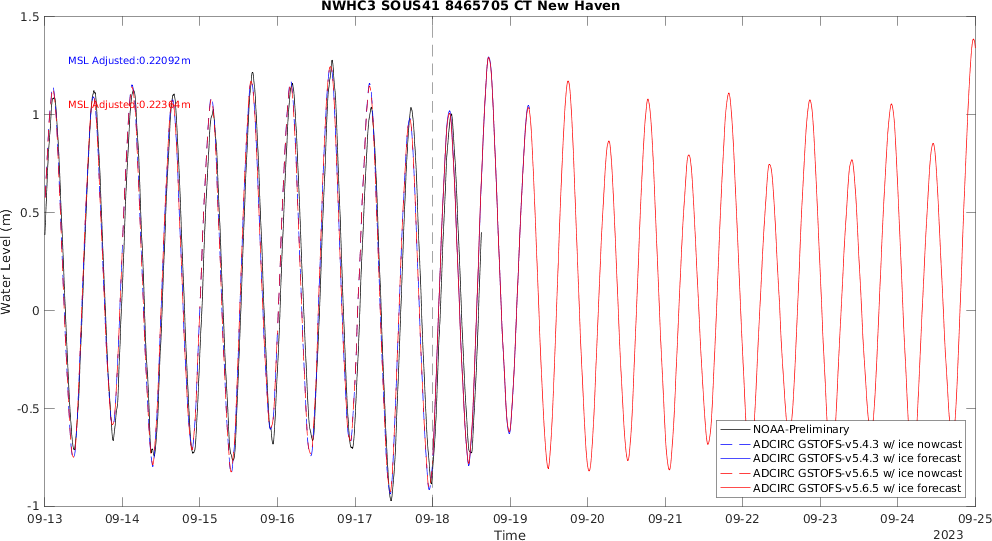 NWHC3 SOUS41 8465705 CT New Haven
1.5
1
0.5
0
-0.5
-1
Water Level (m)
MSL Adjusted:0.22092m
MSL Adjusted:0.22364m
NOAA-Preliminary
ADCIRC GSTOFS-v5.4.3 w/ ice nowcast
ADCIRC GSTOFS-v5.4.3 w/ ice forecast
ADCIRC GSTOFS-v5.6.5 w/ ice nowcast
ADCIRC GSTOFS-v5.6.5 w/ ice forecast
09-13 09-14 09-15 09-16 09-17 09-18 09-19 09-20 09-21 09-22 09-23 09-24 09-25
Time
2023